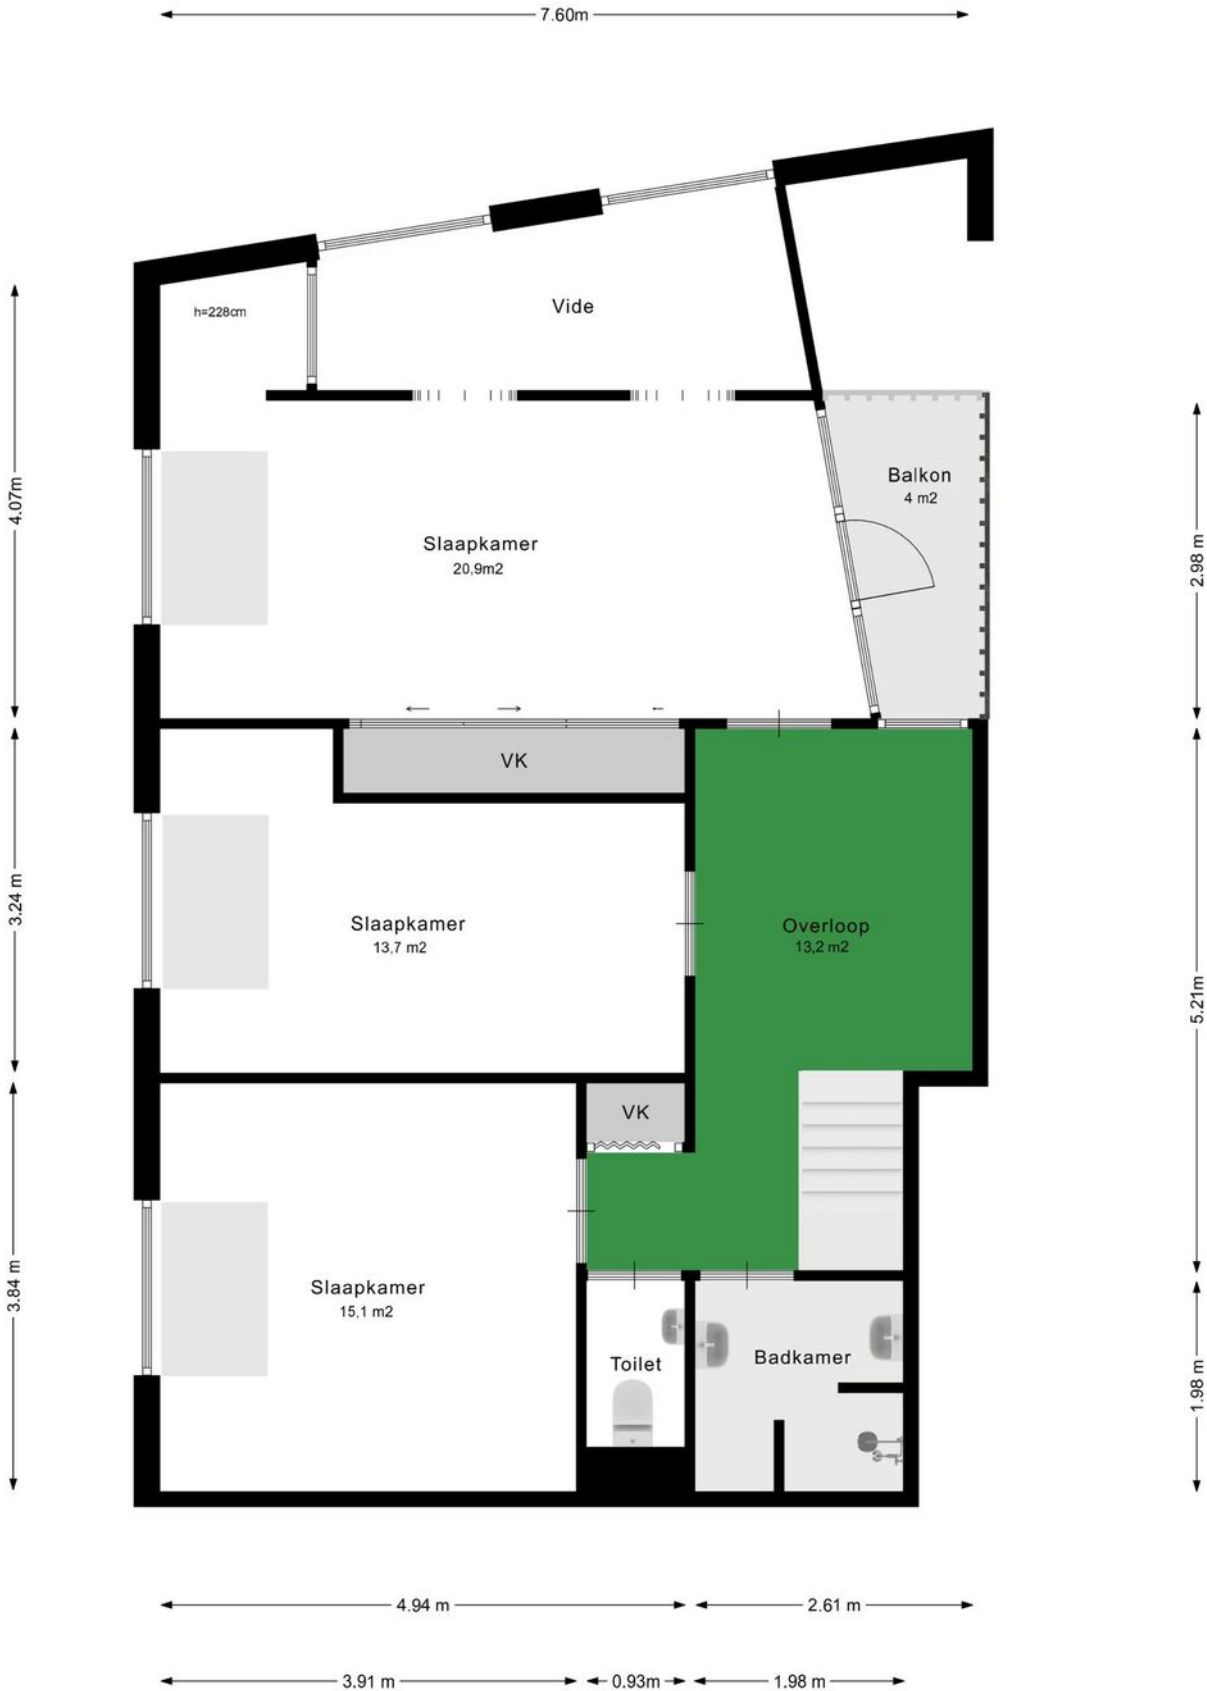 7.60m
h=228cm
Vide
4.07m
Balkon
4 m2
2.98 m
Slaapkamer
20,9m2
VK
3.24 m
Slaapkamer
13.7 m2
Overloop
13,2 m2
5.21m
VK
3.84 m
Slaapkamer
15,1 m2
Toilet
Badkamer
1.98 m
4.94 m
2.61 m
3.91 m
0.93m
1.98 m